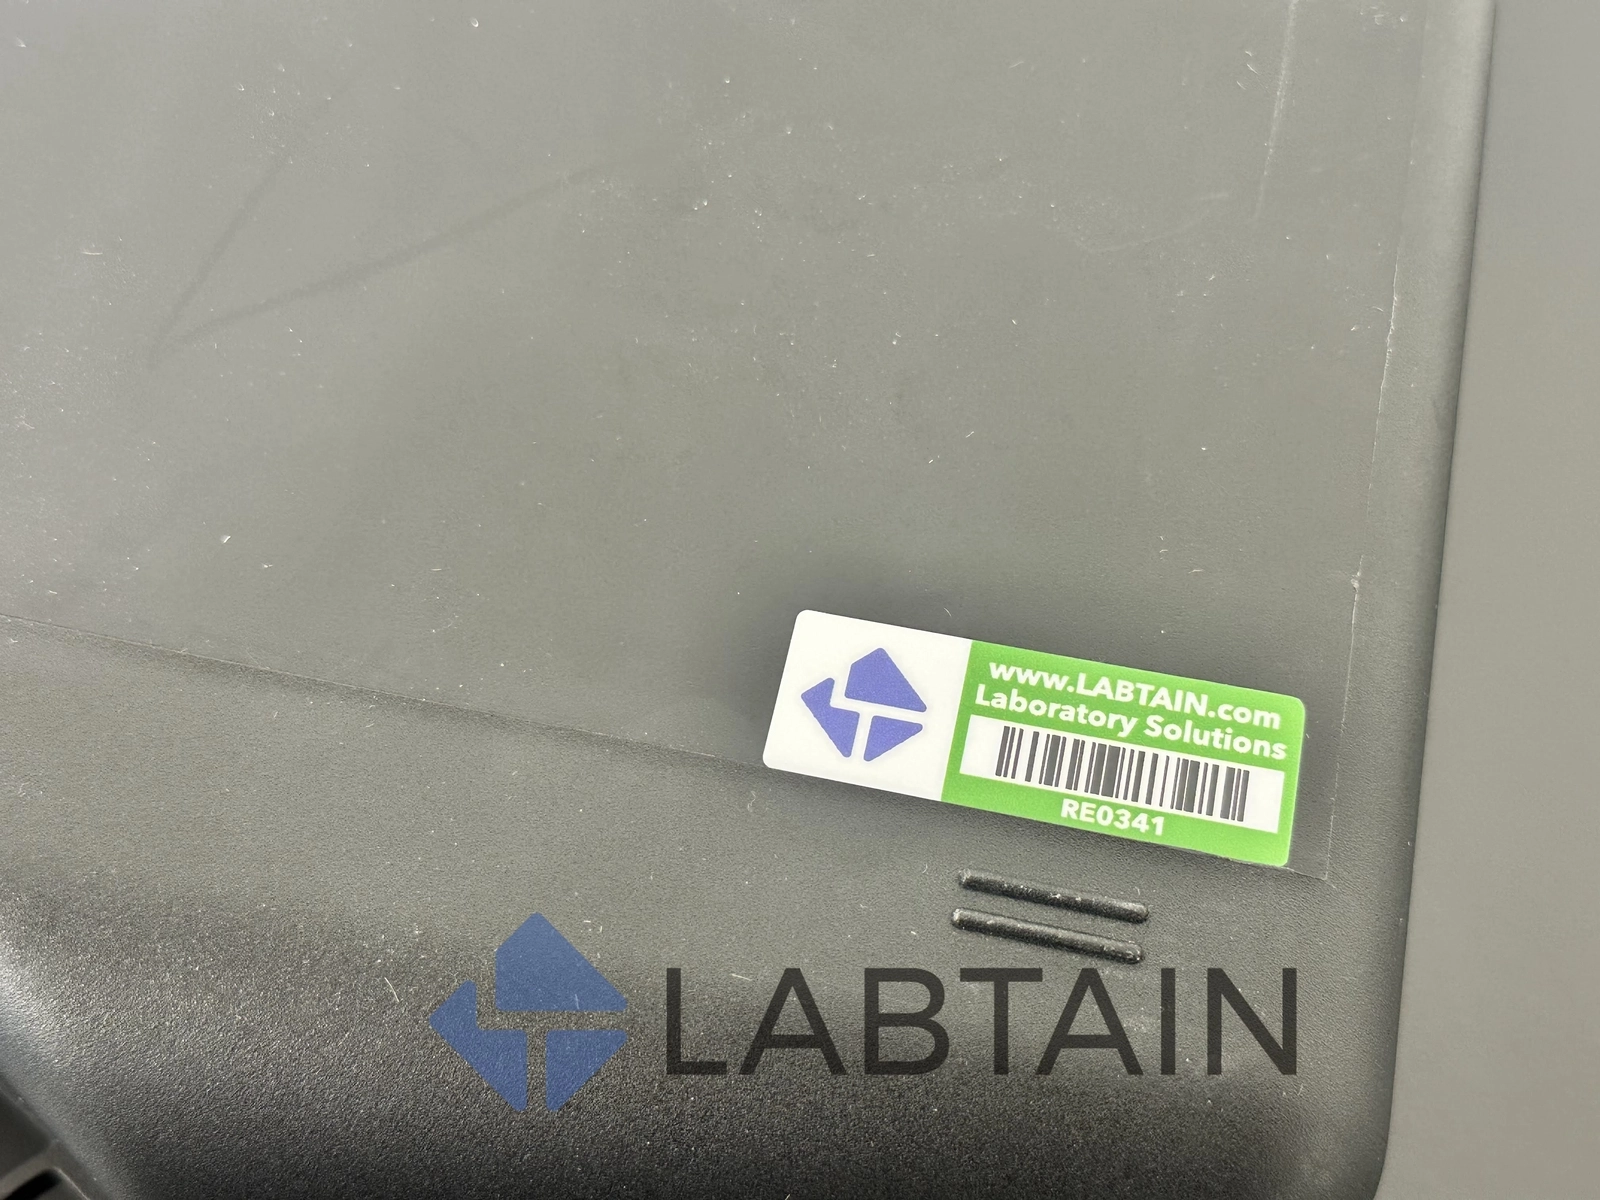 www.LABTAIN.com
Laboratory Solutions
RE0341
LABTAIN